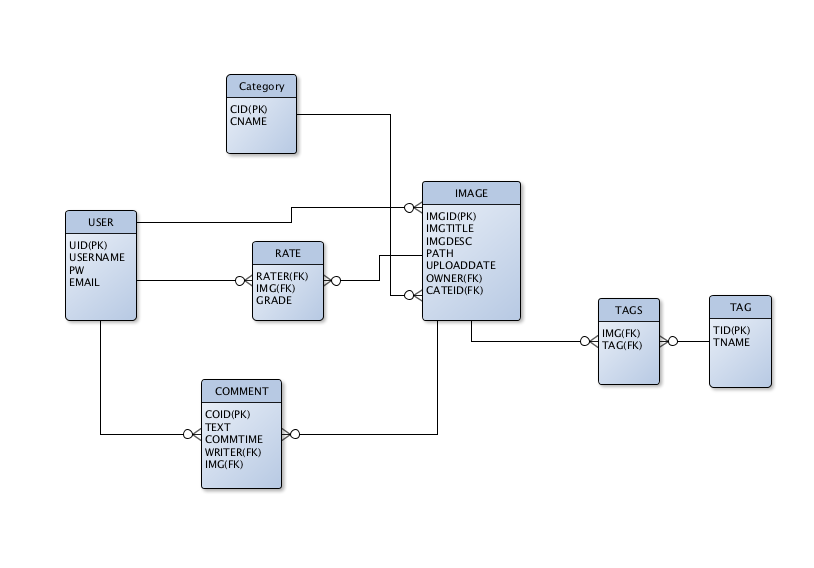 Category
CID(PK)
CNAME
USER
UID(PK)
USERNAME
PW
EMAIL
RATE
RATER(FK)
IMG(FK)
GRADE
IMAGE
IMGID(PK)
IMGTITLE
IMGDESC
PATH
UPLOADDATE
OWNER(FK)
CATEID(FK)
TAGS
IMG(FK)
TAG(FK)
TAG
TID(PK)
TNAME
COMMENT
COID(PK)
TEXT
COMMTIME
WRITER(FK)
IMG(FK)